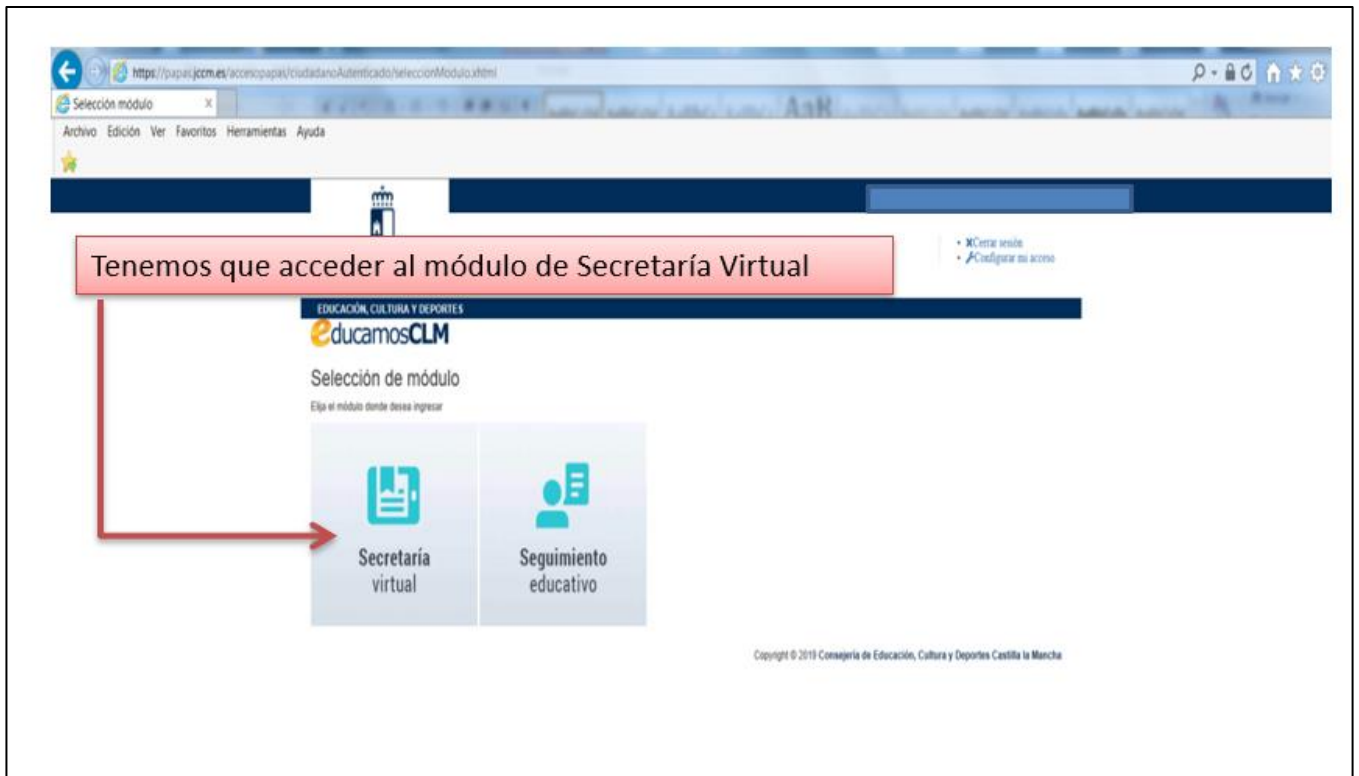 https://papas.jccm.es/accesopapas/ciudadanoAutenticado/seleccionModulo.xhtml
Selección módulo X
Archivo Edición Ver Favoritos Herramientas Ayuda
Cerrar sesión
Configurar mi acceso
Tenemos que acceder al módulo de Secretaría Virtual
EDUCACIÓN, CULTURA Y DEPORTES
educamosCLM
Selección de módulo
Elija el módulo donde desea ingresar
Secretaría
virtual
Seguimiento
educativo
Copyright © 2019 Consejería de Educación, Cultura y Deportes Castilla la Mancha